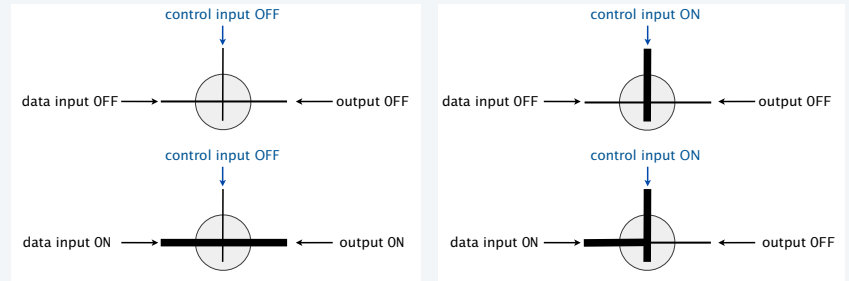 control input OFF
data input OFF
output OFF
control input OFF
data input ON
output ON
control input ON
data input OFF
output OFF
control input ON
data input ON
output OFF